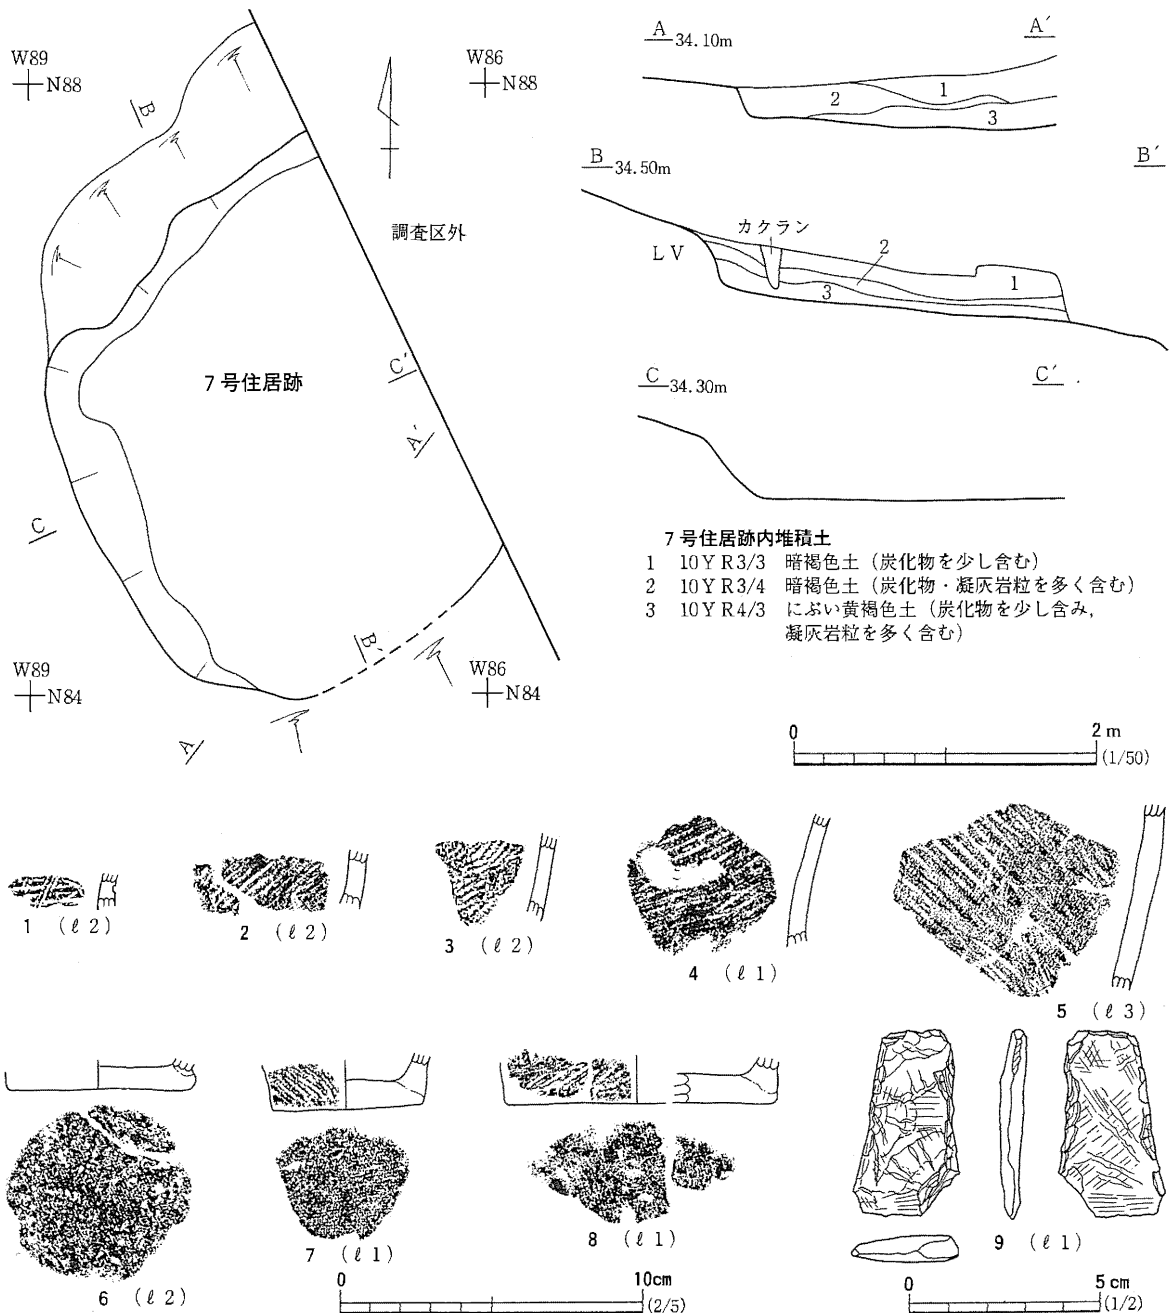 W89
N88
B
W86
N88
調査区外
C′
7号住居跡
A′
C
W89
N84
B′
W86
N84
A
A 34.10m A′
1
2
3
B 34.50m B′
カクラン
LⅤ
2
1
3
C 34.30m C′
7号住居跡内堆積土
1 10YR3/3 暗褐色土(炭化物を少し含む)
2 10YR3/4 暗褐色土(炭化物・凝灰岩粒を多く含む)
3 10YR4/3 にぶい黄褐色土(炭化物を少し含み,
凝灰岩粒を多く含む)
0 2m
(1/50)
1 (ℓ2)
2 (ℓ2)
3 (ℓ2)
4 (ℓ1)
5 (ℓ3)
6 (ℓ2)
7 (ℓ1)
8 (ℓ1)
9 (ℓ1)
0 10cm
(2/5)
0 5cm
(1/2)